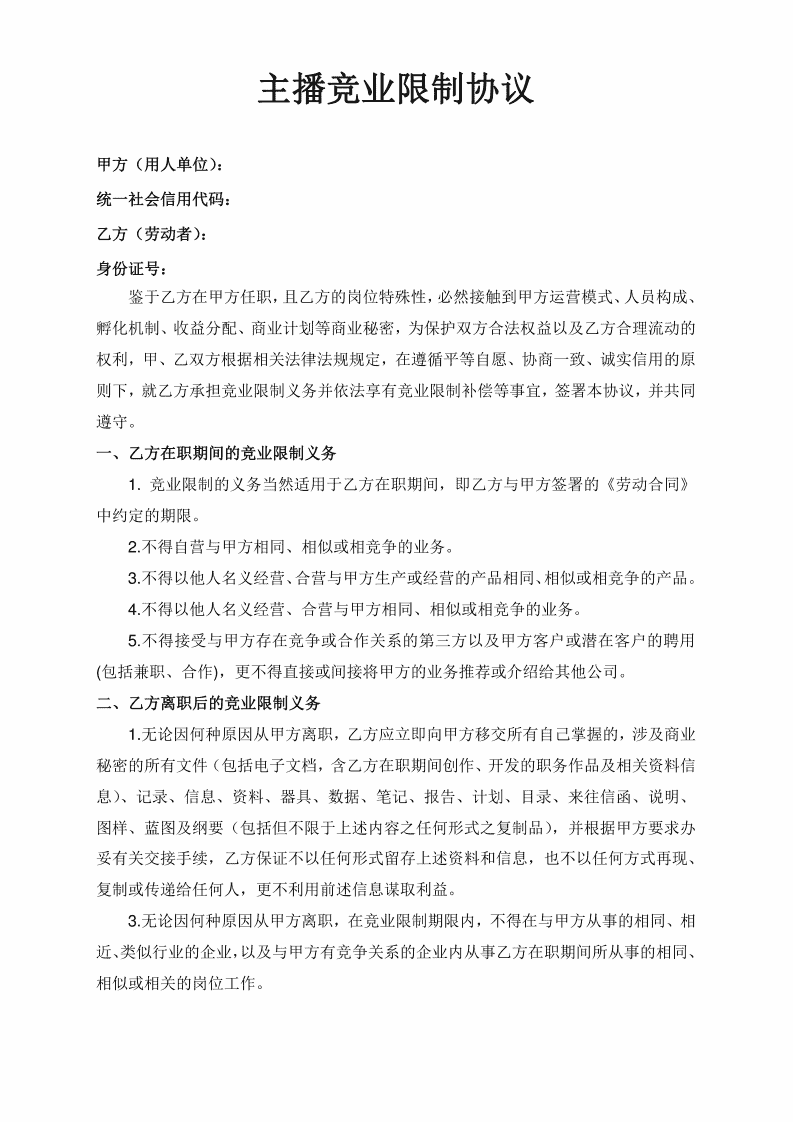 主播竞业限制协议
甲方（用人单位）：
统一社会信用代码：
乙方（劳动者）：
身份证号：
鉴于乙方在甲方任职，且乙方的岗位特殊性，必然接触到甲方运营模式、人员构成、
孵化机制、收益分配、商业计划等商业秘密，为保护双方合法权益以及乙方合理流动的
权利，甲、乙双方根据相关法律法规规定，在遵循平等自愿、协商一致、诚实信用的原
则下，就乙方承担竞业限制义务并依法享有竞业限制补偿等事宜，签署本协议，并共同
遵守。
一、乙方在职期间的竞业限制义务
1. 竞业限制的义务当然适用于乙方在职期间，即乙方与甲方签署的《劳动合同》
中约定的期限。
2.不得自营与甲方相同、相似或相竞争的业务。
3.不得以他人名义经营、合营与甲方生产或经营的产品相同、相似或相竞争的产品。
4.不得以他人名义经营、合营与甲方相同、相似或相竞争的业务。
5.不得接受与甲方存在竞争或合作关系的第三方以及甲方客户或潜在客户的聘用
(包括兼职、合作)，更不得直接或间接将甲方的业务推荐或介绍给其他公司。
二、乙方离职后的竞业限制义务
1.无论因何种原因从甲方离职，乙方应立即向甲方移交所有自己掌握的，涉及商业
秘密的所有文件（包括电子文档，含乙方在职期间创作、开发的职务作品及相关资料信
息）、记录、信息、资料、器具、数据、笔记、报告、计划、目录、来往信函、说明、
图样、蓝图及纲要（包括但不限于上述内容之任何形式之复制品），并根据甲方要求办
妥有关交接手续，乙方保证不以任何形式留存上述资料和信息，也不以任何方式再现、
复制或传递给任何人，更不利用前述信息谋取利益。
3.无论因何种原因从甲方离职，在竞业限制期限内，不得在与甲方从事的相同、相
近、类似行业的企业，以及与甲方有竞争关系的企业内从事乙方在职期间所从事的相同、
相似或相关的岗位工作。